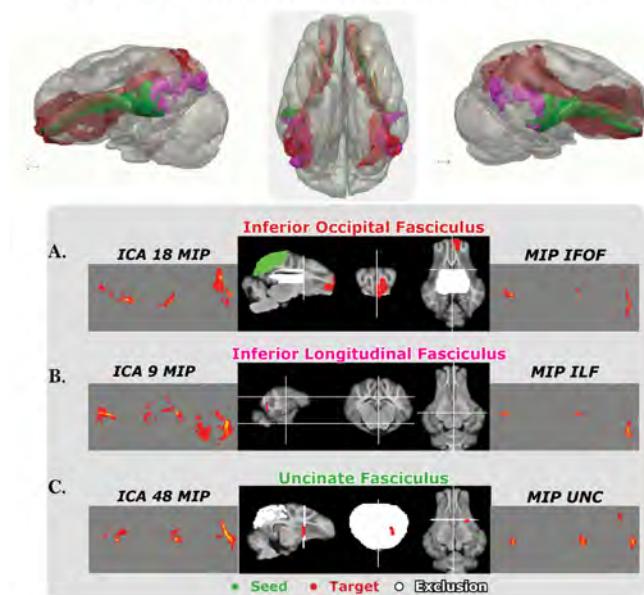 Inferior Occipital Fasciculus
A.
ICA 18 MIP
MIP IFOF
Inferior Longitudinal Fasciculus
B.
ICA 9 MIP
MIP ILF
Uncinate Fasciculus
C.
ICA 48 MIP
MIP UNC
Seed Target Exclusion